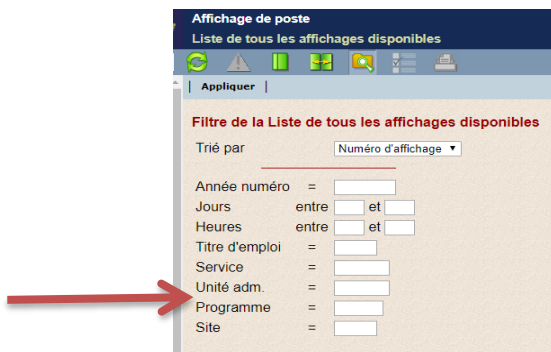 Affichage de poste
Liste de tous les affichages disponibles
| Appliquer |
Filtre de la Liste de tous les affichages disponibles
Trié par Numéro d'affichage ▼
Année numéro =
Jours entre et
Heures entre et
Titre d'emploi =
Service =
Unité adm. =
Programme =
Site =